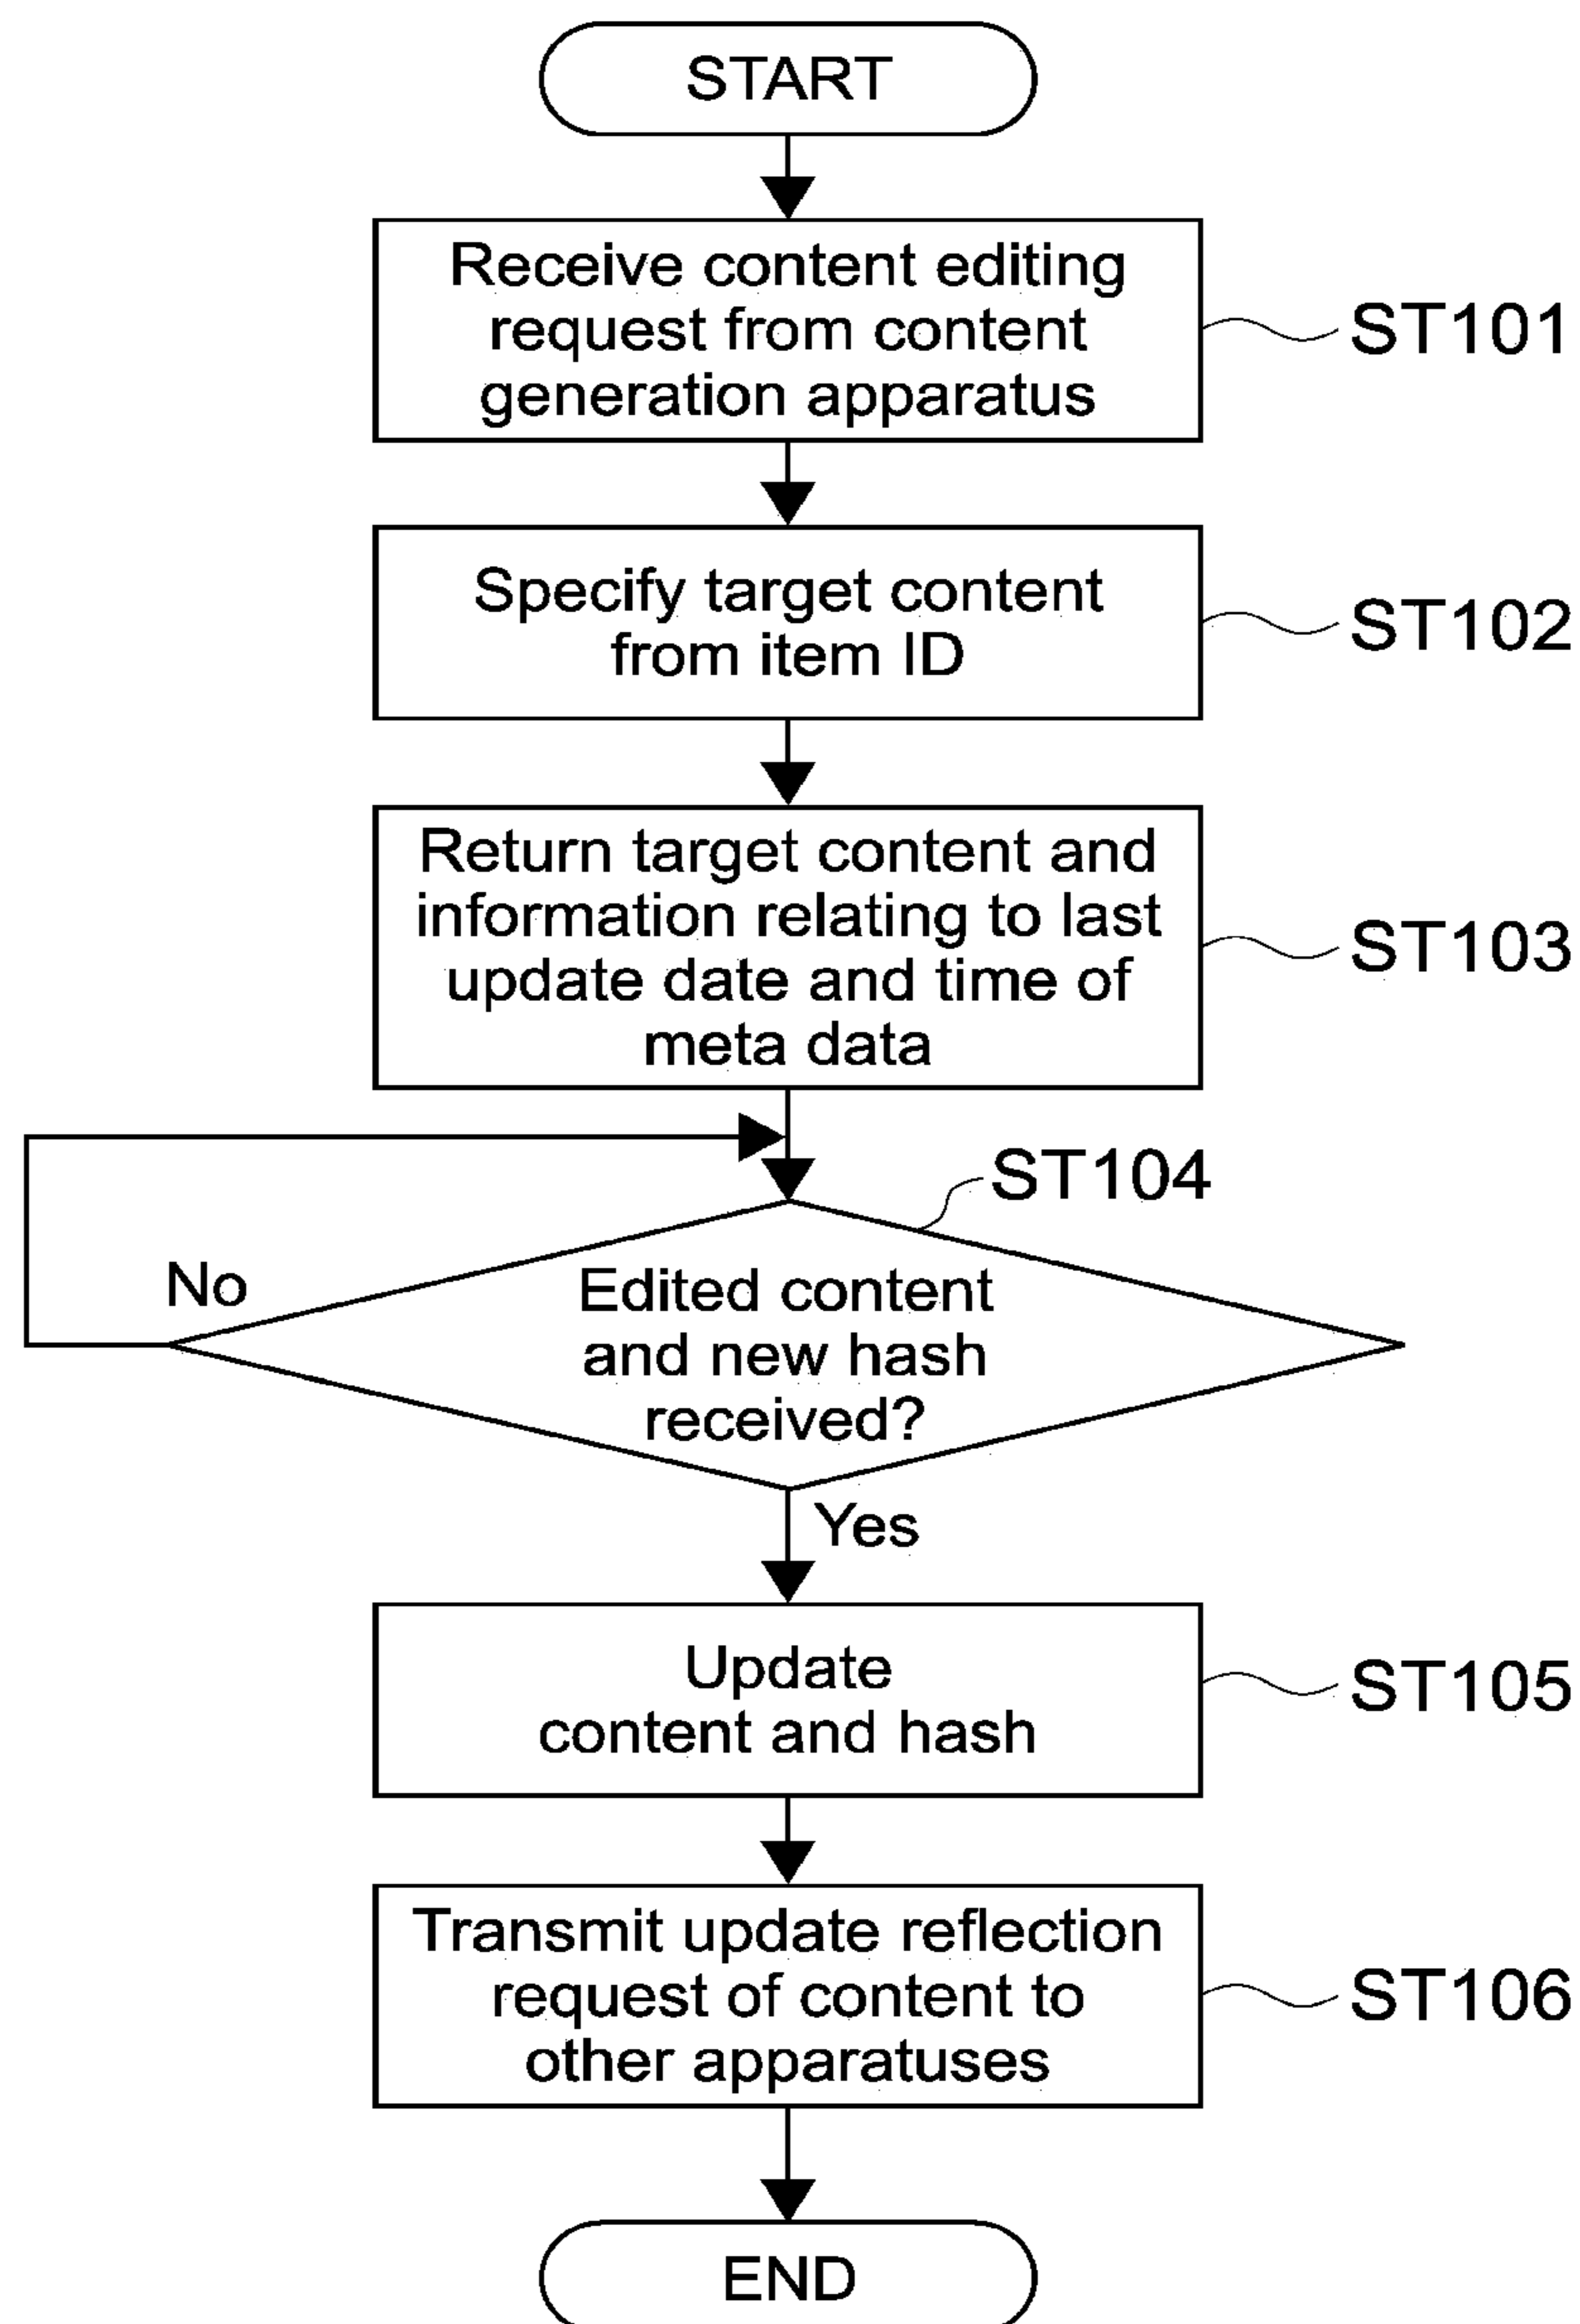 START
Receive content editing
request from content
generation apparatus
ST101
Specify target content
from item ID
ST102
Return target content and
information relating to last
update date and time of
meta data
ST103
ST104
No
Edited content
and new hash
received?
Yes
Update
content and hash
ST105
Transmit update reflection
request of content to
other apparatuses
ST106
END